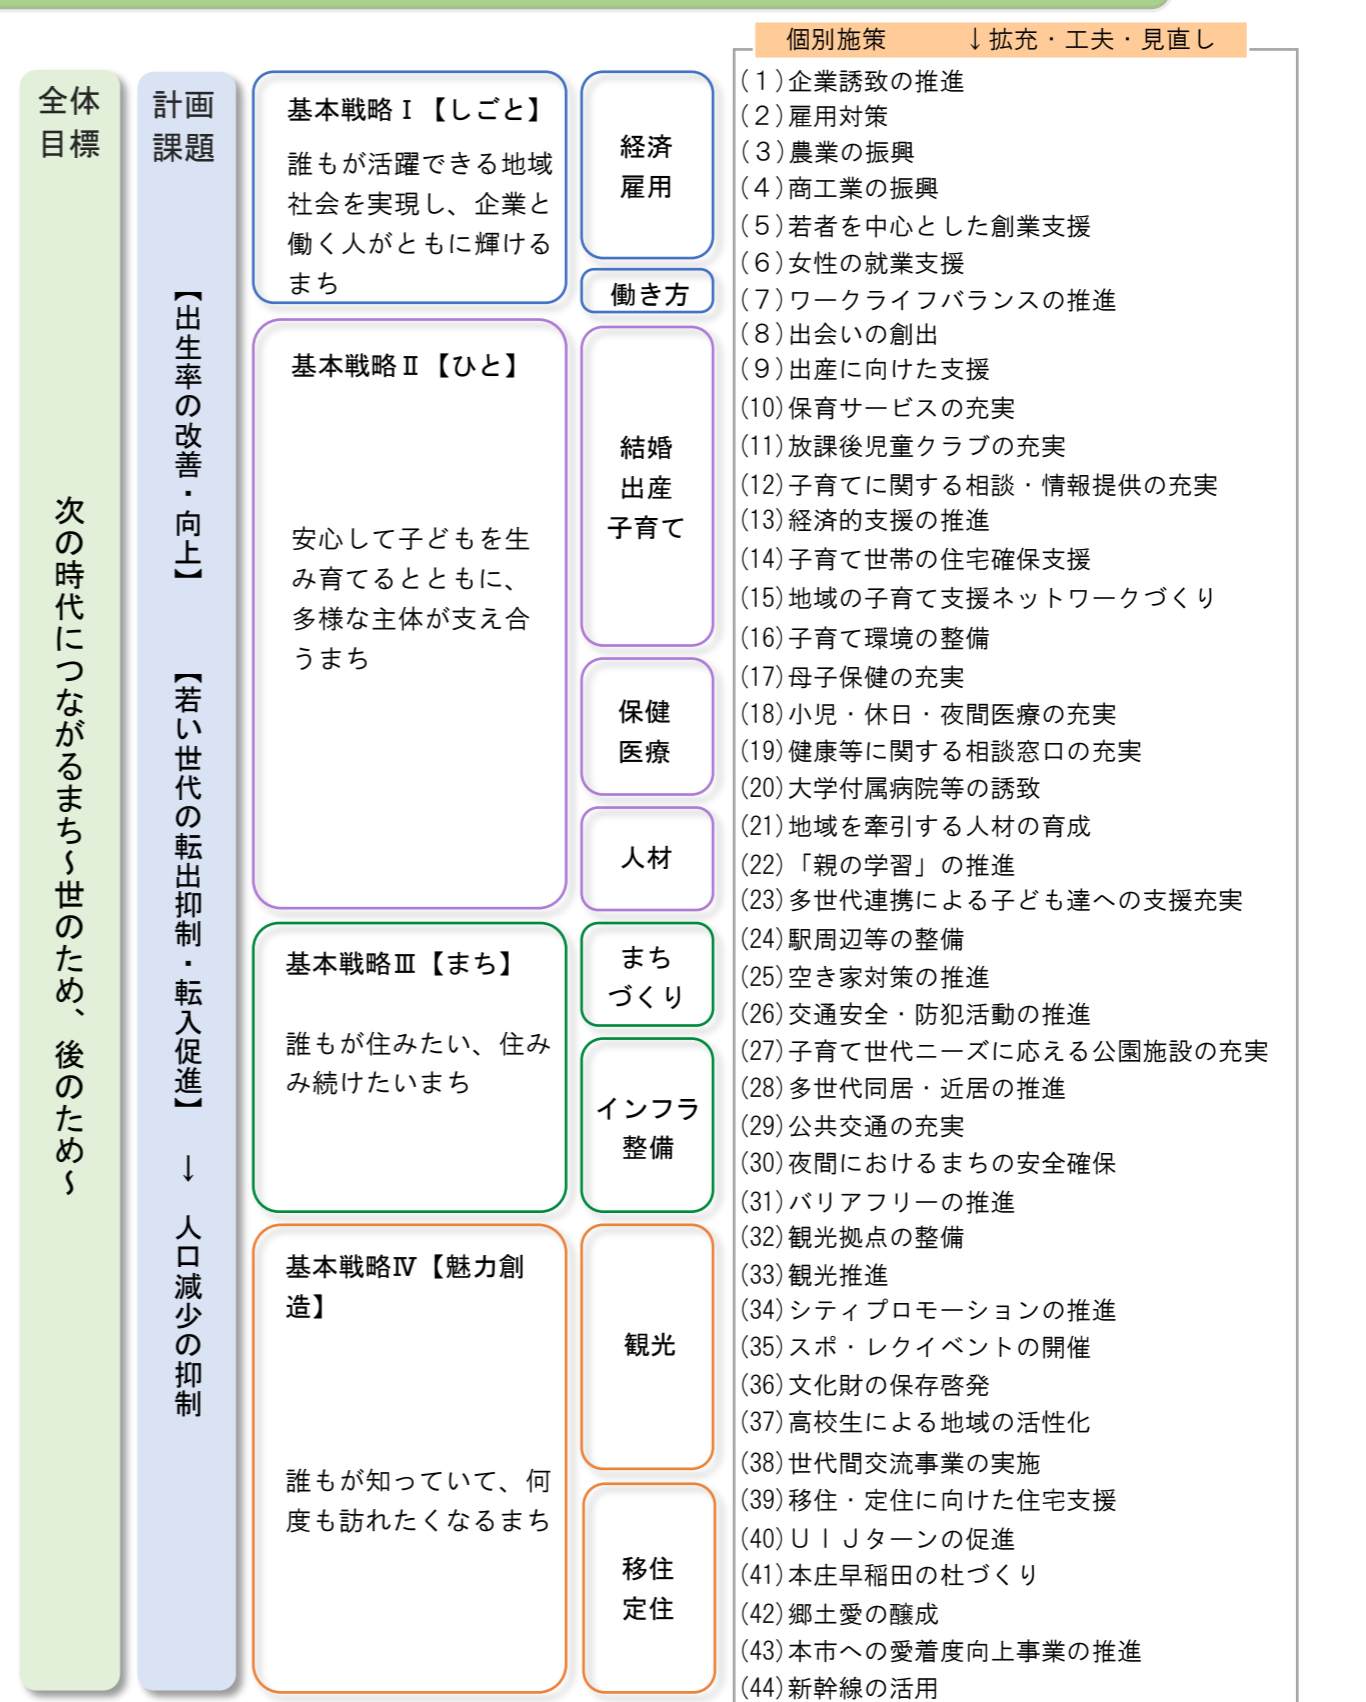 個別施策 ↓拡充・工夫・見直し
全体
目標
次の時代につながるまち～世のため、後のため～
計画
課題
【出生率の改善・向上】 【若い世代の転出抑制・転入促進】 → 人口減少の抑制
基本戦略Ⅰ【しごと】
誰もが活躍できる地域
社会を実現し、企業と
働く人がともに輝ける
まち
経済
雇用
働き方
基本戦略Ⅱ【ひと】
安心して子どもを生
み育てるとともに、
多様な主体が支え合
うまち
結婚
出産
子育て
保健
医療
人材
基本戦略Ⅲ【まち】
誰もが住みたい、住み
み続けたいまち
まち
づくり
インフラ
整備
基本戦略Ⅳ【魅力創
造】
誰もが知っていて、何
度も訪れたくなるまち
観光
移住
定住
(1)企業誘致の推進
(2)雇用対策
(3)農業の振興
(4)商工業の振興
(5)若者を中心とした創業支援
(6)女性の就業支援
(7)ワークライフバランスの推進
(8)出会いの創出
(9)出産に向けた支援
(10)保育サービスの充実
(11)放課後児童クラブの充実
(12)子育てに関する相談・情報提供の充実
(13)経済的支援の推進
(14)子育て世帯の住宅確保支援
(15)地域の子育て支援ネットワークづくり
(16)子育て環境の整備
(17)母子保健の充実
(18)小児・休日・夜間医療の充実
(19)健康等に関する相談窓口の充実
(20)大学付属病院等の誘致
(21)地域を牽引する人材の育成
(22)「親の学習」の推進
(23)多世代連携による子ども達への支援充実
(24)駅周辺等の整備
(25)空き家対策の推進
(26)交通安全・防犯活動の推進
(27)子育て世代ニーズに応える公園施設の充実
(28)多世代同居・近居の推進
(29)公共交通の充実
(30)夜間におけるまちの安全確保
(31)バリアフリーの推進
(32)観光拠点の整備
(33)観光推進
(34)シティプロモーションの推進
(35)スポ・レクイベントの開催
(36)文化財の保存啓発
(37)高校生による地域の活性化
(38)世代間交流事業の実施
(39)移住・定住に向けた住宅支援
(40)ＵＩＪターンの促進
(41)本庄早稲田の杜づくり
(42)郷土愛の醸成
(43)本市への愛着度向上事業の推進
(44)新幹線の活用